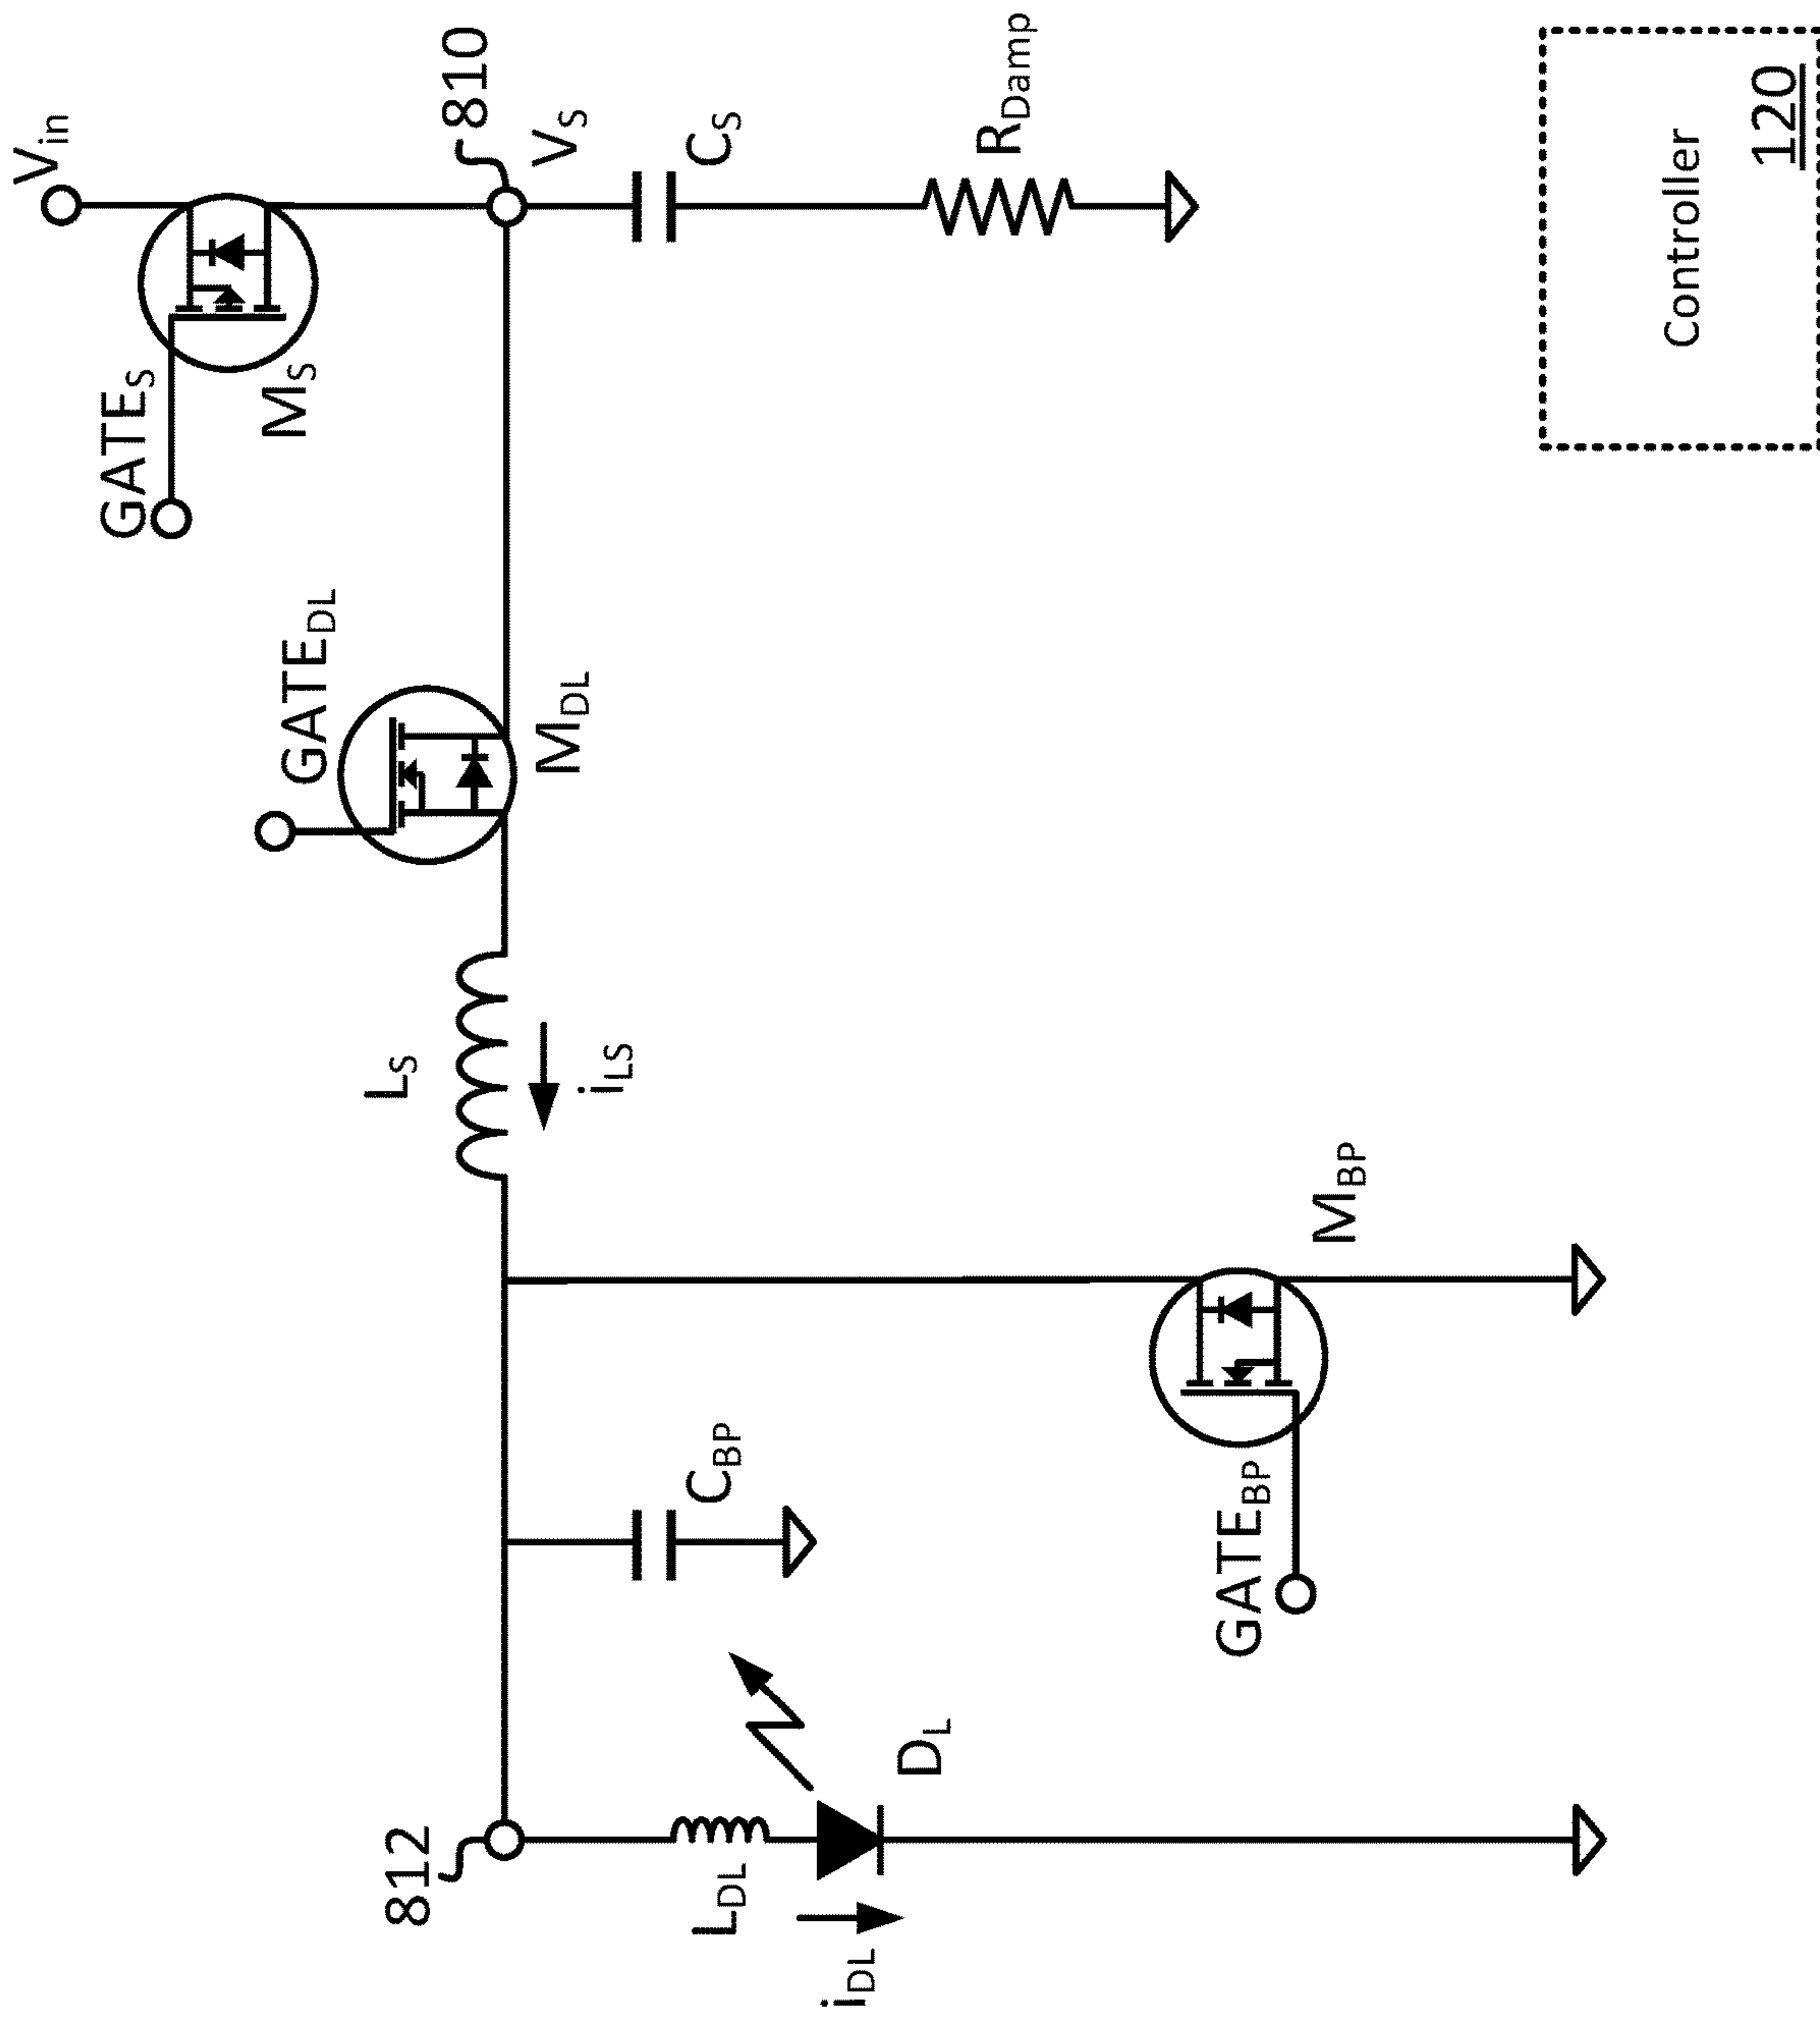 Vin
810
VS
CS
RDamp
Controller
120
GATES
MS
GATEDL
MDL
LS
iLS
MBP
GATEBP
CBP
DL
812
LDL
iDL